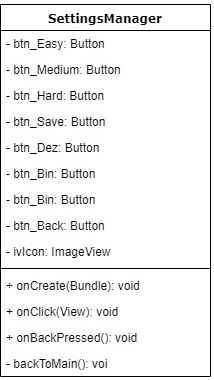 SettingsManager
- btn_Easy: Button
- btn_Medium: Button
- btn_Hard: Button
- btn_Save: Button
- btn_Dez: Button
- btn_Bin: Button
- btn_Bin: Button
- btn_Back: Button
- ivIcon: ImageView
+ onCreate(Bundle): void
+ onClick(View): void
+ onBackPressed(): void
- backToMain(): voi